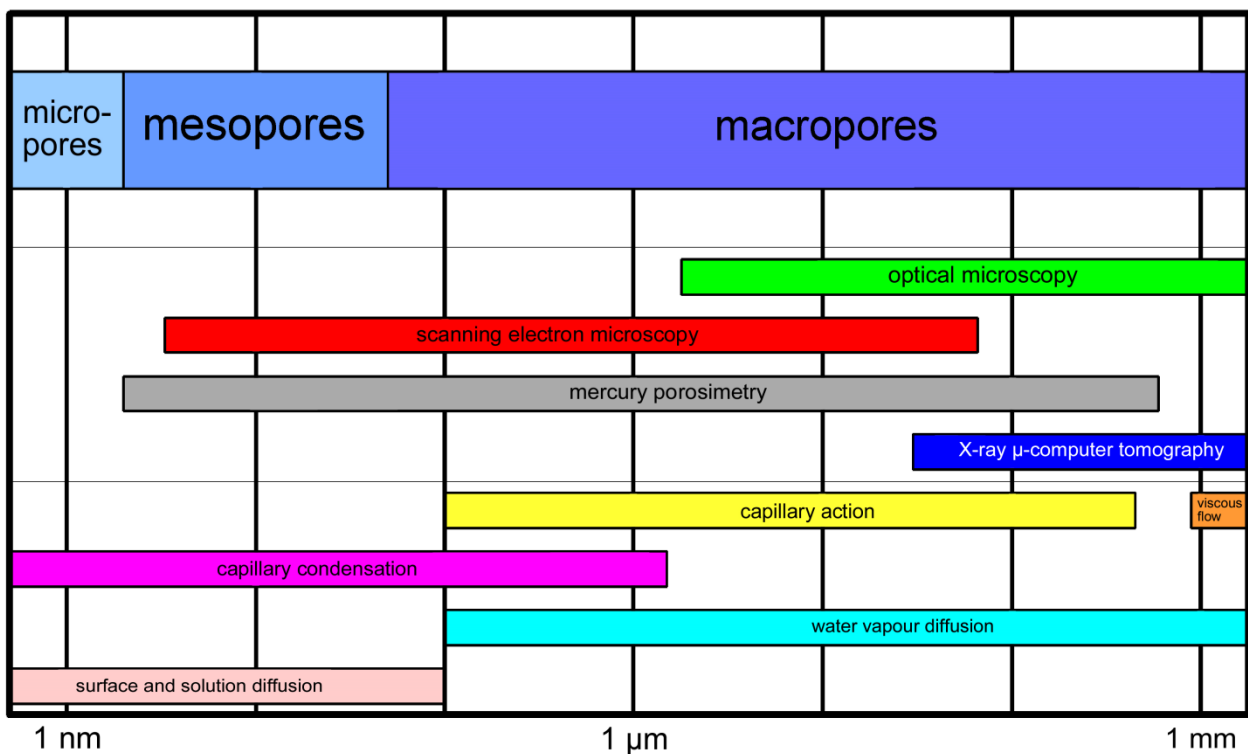 micro-
pores
mesopores
macropores
optical microscopy
scanning electron microscopy
mercury porosimetry
X-ray µ-computer tomography
capillary action
viscous
flow
capillary condensation
water vapour diffusion
surface and solution diffusion
1 nm
1 µm
1 mm